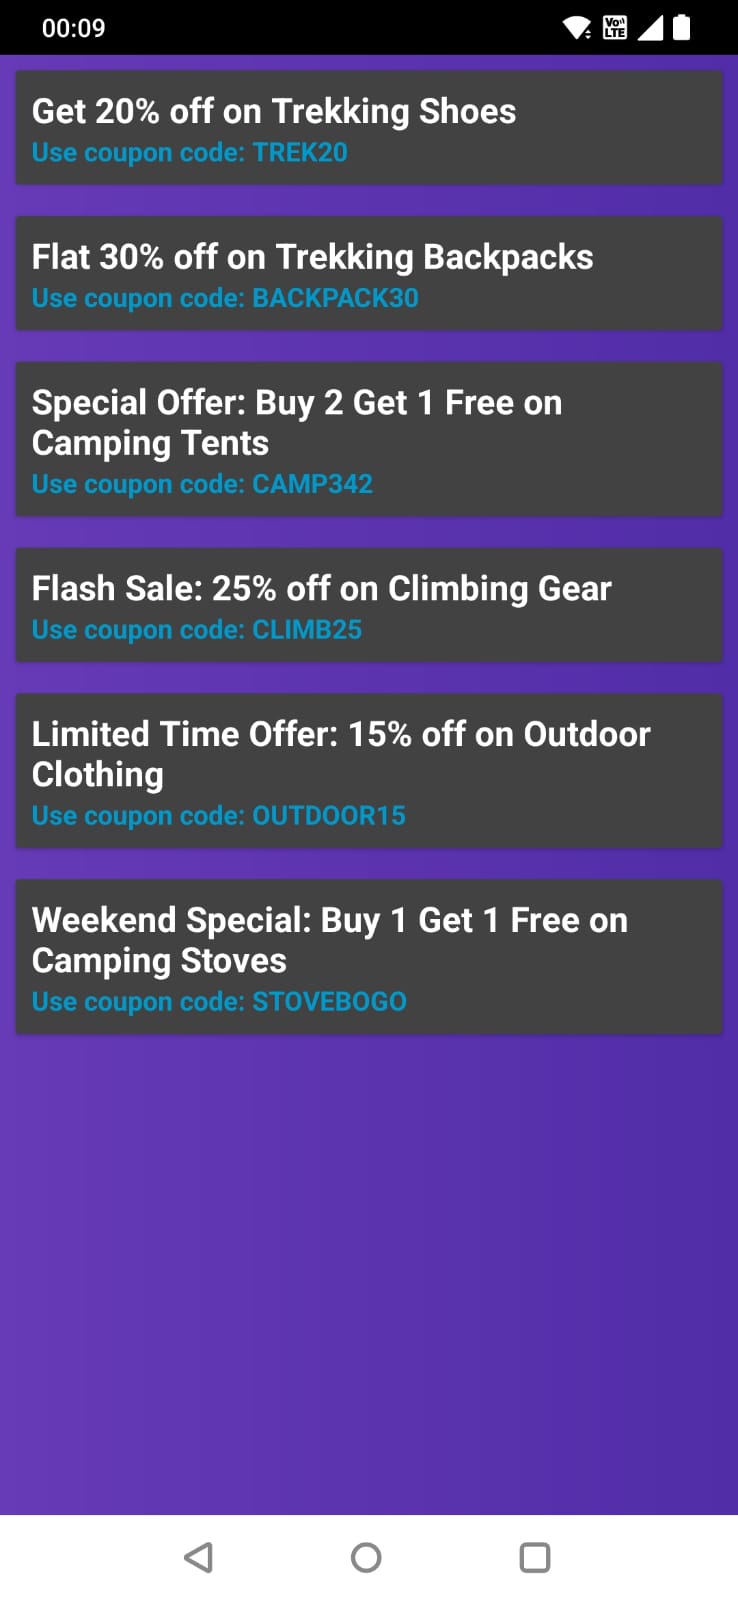 00:09
Vo LTE
Get 20% off on Trekking Shoes
Use coupon code: TREK20
Flat 30% off on Trekking Backpacks
Use coupon code: BACKPACK30
Special Offer: Buy 2 Get 1 Free on
Camping Tents
Use coupon code: CAMP342
Flash Sale: 25% off on Climbing Gear
Use coupon code: CLIMB25
Limited Time Offer: 15% off on Outdoor
Clothing
Use coupon code: OUTDOOR15
Weekend Special: Buy 1 Get 1 Free on
Camping Stoves
Use coupon code: STOVEBOGO